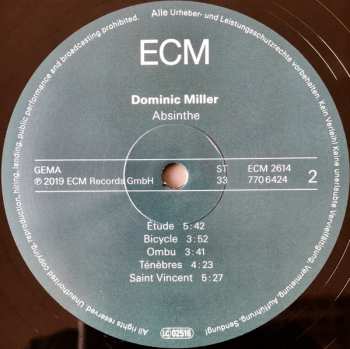 Alle Urheber- und Leistungsschutzrechte vorbehalten. Kein Verleih! Keine unerlaubte Vervielfältigung, Vermietung, Aufführung, Sendung!
All rights reserved. Unauthorized copying, reproduction, hiring, lending, public performance and broadcasting prohibited.
ECM
Dominic Miller
Absinthe
GEMA ST ECM 2614
℗ 2019 ECM Records GmbH 33 770 6424 2
Étude 5:42
Bicycle 3:52
Ombu 3:41
Ténèbres 4:23
Saint Vincent 5:27
LC 02516